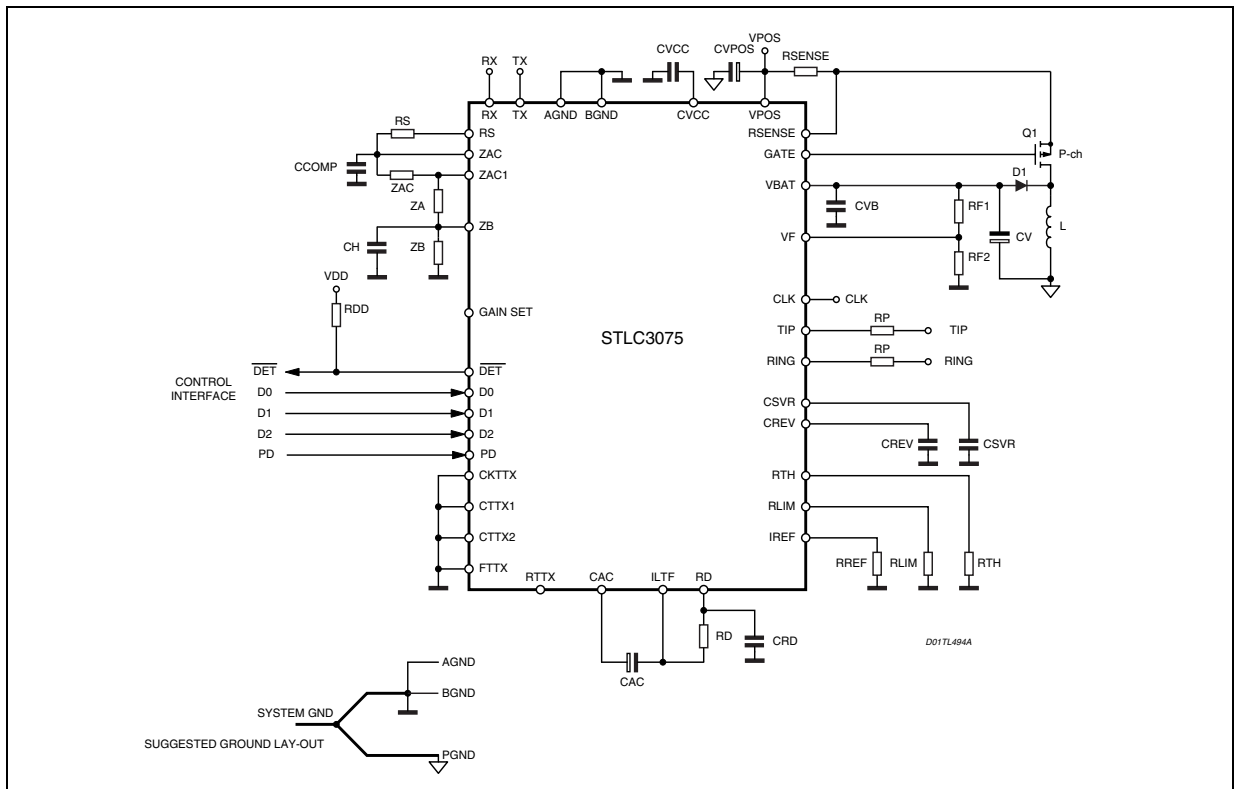 VPOS
RX TX CVCC CVPOS RSENSE
RX TX AGND BGND CVCC VPOS
RS RS RSENSE
Q1
ZAC GATE P-ch
CCOMP
ZAC ZAC1 VBAT D1
ZA CVB RF1
ZB VF CV L
CH ZB
VDD RF2
RDD CLK CLK
GAIN SET
STLC3075
TIP RP TIP
RING RP RING
DET DET
CONTROL INTERFACE
D0 D0 CSVR
D1 D1 CREV
D2 D2 CREV CSVR
PD PD
CKTTX RTH
CTTX1 RLIM
CTTX2 IREF
FTTX RREF RLIM RTH
RTTX CAC ILTF RD
RD CRD
D01TL494A
CAC
AGND
BGND
SYSTEM GND
SUGGESTED GROUND LAY-OUT
PGND